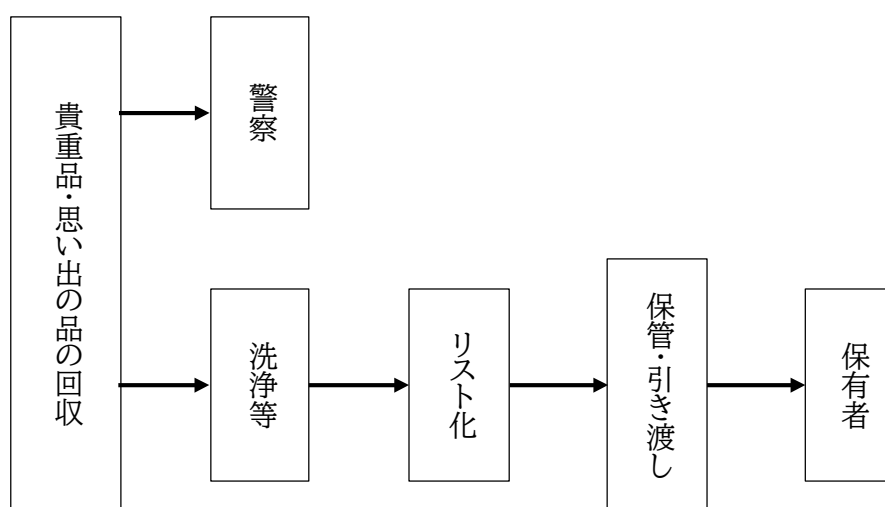 貴重品・思い出の品の回収
警察
洗浄等
リスト化
保管・引き渡し
保有者